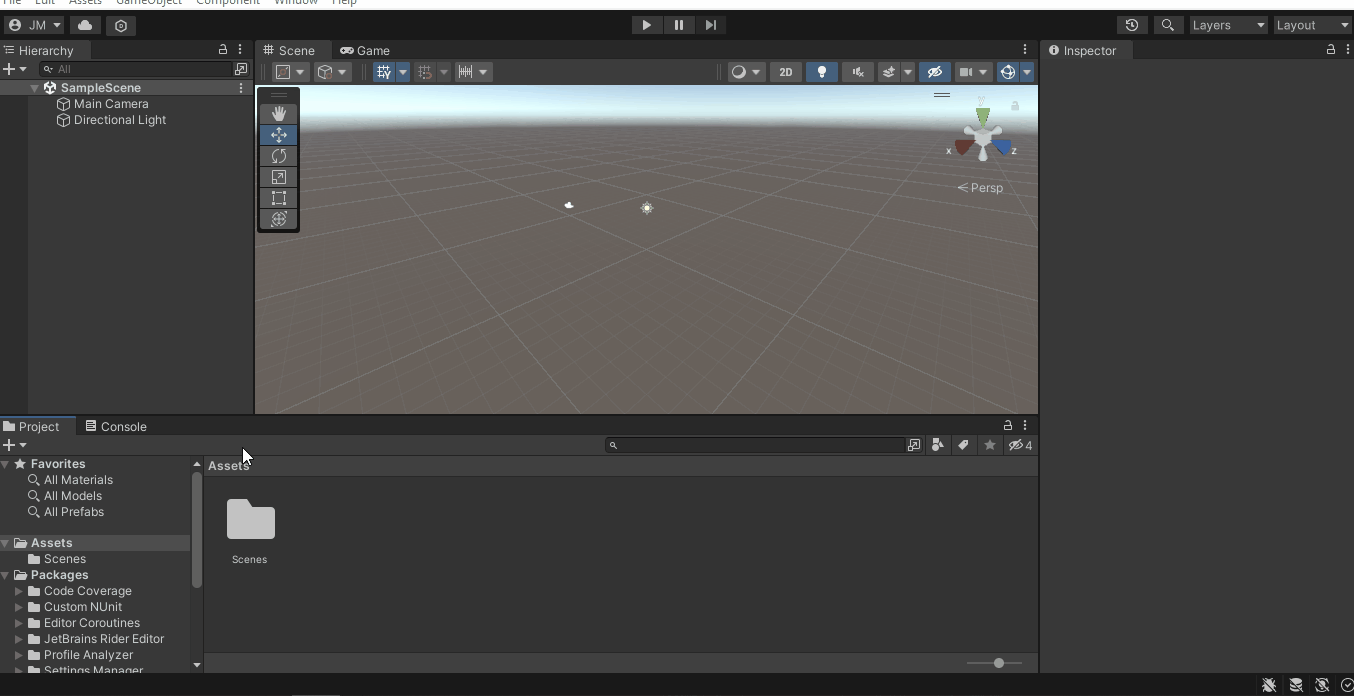 File Edit Assets GameObject Component Window Help
JM Layers Layout
Hierarchy Scene Game Inspector
All 2D
SampleScene
Main Camera
Directional Light
y
x z
Persp
Project Console
4
Favorites Assets
All Materials
All Models
All Prefabs
Assets
Scenes Scenes
Packages
Code Coverage
Custom NUnit
Editor Coroutines
JetBrains Rider Editor
Profile Analyzer
Settings Manager